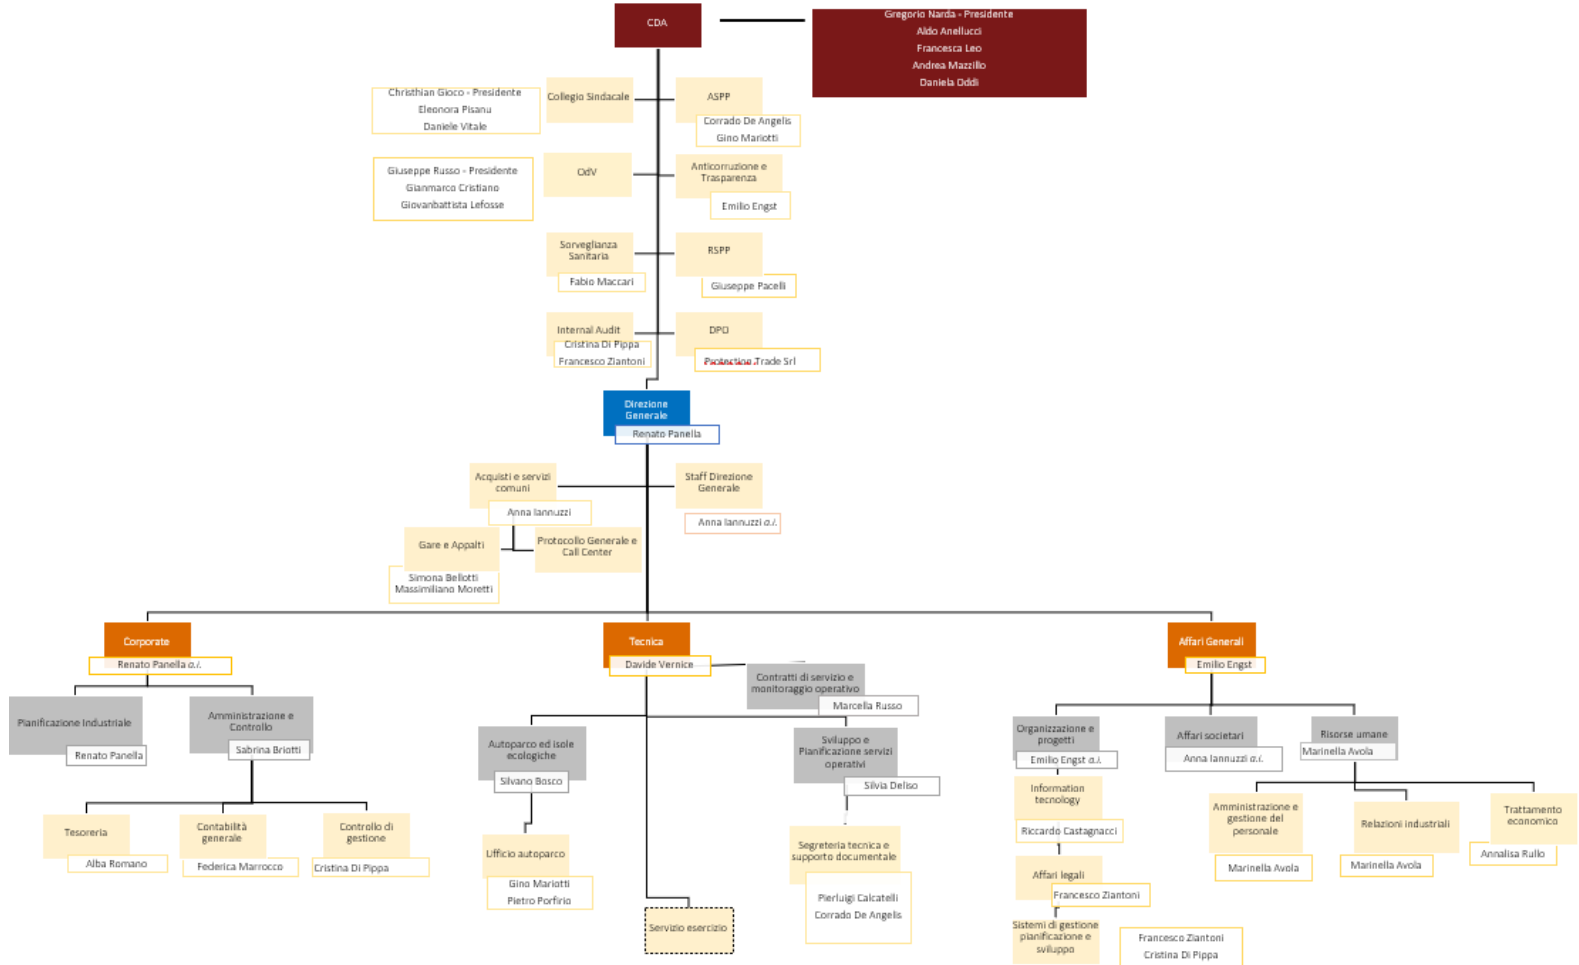 CDA
Gregorio Narda - Presidente
Aldo Anellucci
Francesca Leo
Andrea Mazzillo
Daniela Oddi
Christhian Gioco - Presidente
Eleonora Pisanu
Daniele Vitale
Collegio Sindacale
ASPP
Corrado De Angelis
Gino Mariotti
Giuseppe Russo - Presidente
Gianmarco Cristiano
Giovanbattista Lefosse
OdV
Anticorruzione e
Trasparenza
Emilio Engst
Sorveglianza
Sanitaria
Fabio Maccari
RSPP
Giuseppe Pacelli
Internal Audit
Cristina Di Pippa
Francesco Ziantoni
DPO
Protection Trade Srl
Direzione
Generale
Renato Panella
Acquisti e servizi
comuni
Anna Iannuzzi
Staff Direzione
Generale
Anna Iannuzzi a.i.
Gare e Appalti
Simona Bellotti
Massimiliano Moretti
Protocollo Generale e
Call Center
Corporate
Renato Panella a.i.
Tecnica
Davide Vernice
Affari Generali
Emilio Engst
Contratti di servizio e
monitoraggio operativo
Marcella Russo
Pianificazione Industriale
Renato Panella
Amministrazione e
Controllo
Sabrina Briotti
Autoparco ed isole
ecologiche
Silvano Bosco
Sviluppo e
Pianificazione servizi
operativi
Silvia Deliso
Organizzazione e
progetti
Emilio Engst a.i.
Affari societari
Anna Iannuzzi a.i.
Risorse umane
Marinella Avola
Tesoreria
Alba Romano
Contabilità
generale
Federica Marrocco
Controllo di
gestione
Cristina Di Pippa
Ufficio autoparco
Gino Mariotti
Pietro Porfirio
Servizio esercizio
Segreteria tecnica e
supporto documentale
Pierluigi Calcatelli
Corrado De Angelis
Information
tecnology
Riccardo Castagnacci
Affari legali
Francesco Ziantoni
Sistemi di gestione
pianificazione e
sviluppo
Francesco Ziantoni
Cristina Di Pippa
Amministrazione e
gestione del
personale
Marinella Avola
Relazioni industriali
Marinella Avola
Trattamento
economico
Annalisa Rullo